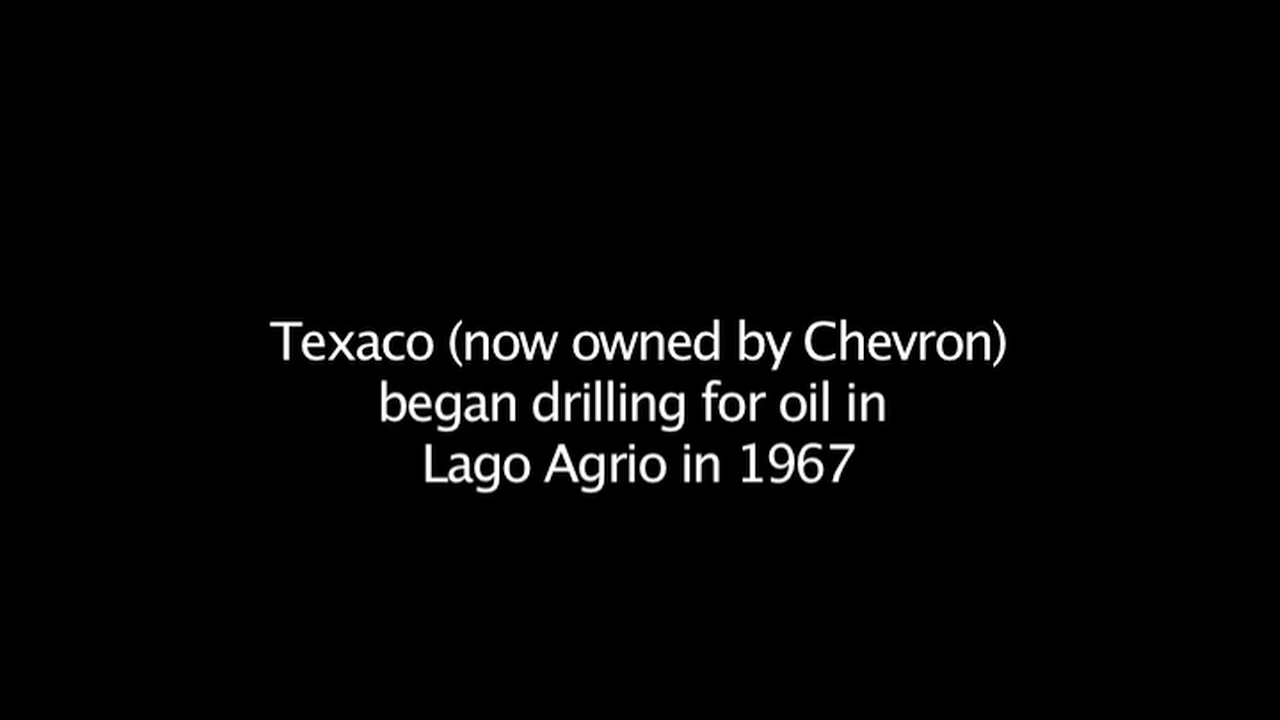 Texaco (now owned by Chevron)
began drilling for oil in
Lago Agrio in 1967